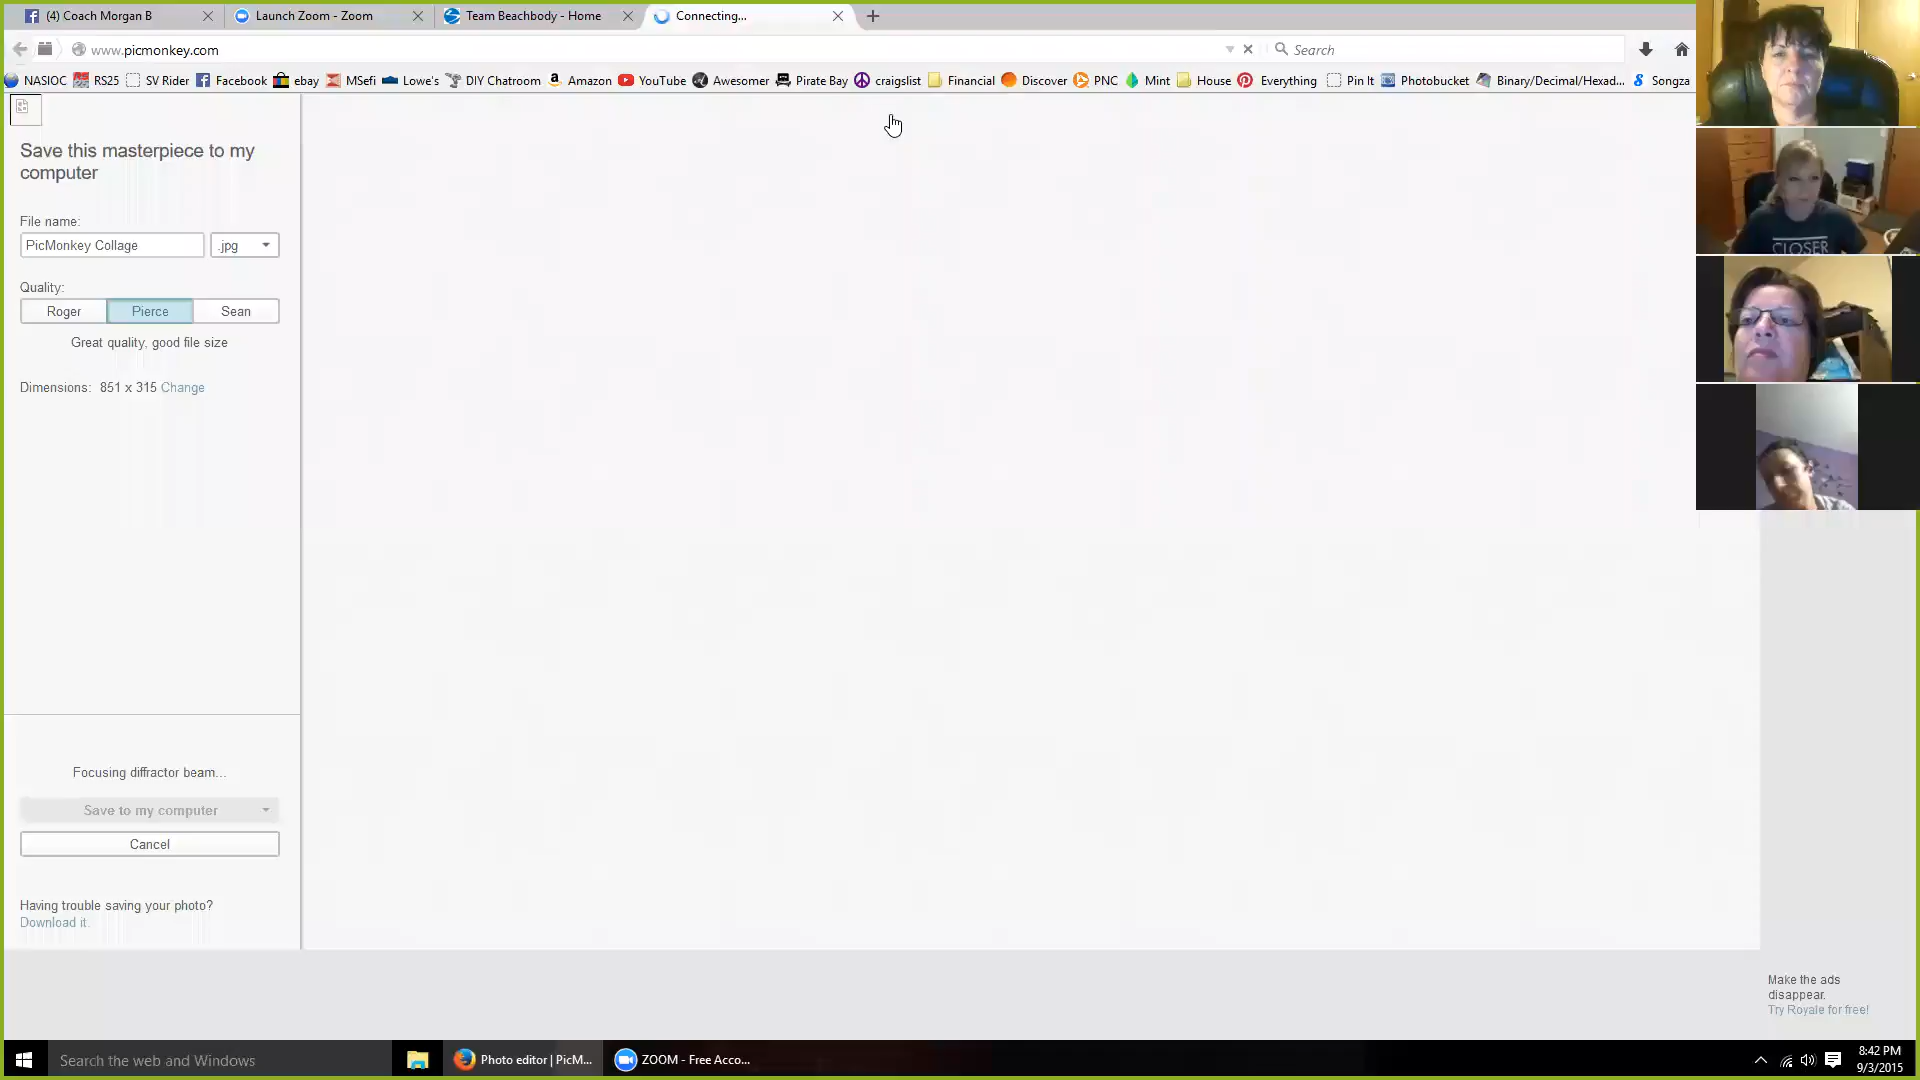 (4) Coach Morgan B
Launch Zoom - Zoom
Team Beachbody - Home
Connecting...
www.picmonkey.com
Search
NASIOC RS25 SV Rider Facebook ebay MSefi Lowe's DIY Chatroom Amazon YouTube Awesomer Pirate Bay craigslist Financial Discover PNC Mint House Everything Pin It Photobucket Binary/Decimal/Hexad... Songza
Save this masterpiece to my
computer
File name:
PicMonkey Collage .jpg
Quality:
Roger Pierce Sean
Great quality, good file size
Dimensions: 851 x 315 Change
CLOSER
Focusing diffractor beam...
Save to my computer
Cancel
Having trouble saving your photo?
Download it.
Make the ads
disappear.
Try Royale for free!
Search the web and Windows
Photo editor | PicM...
ZOOM - Free Acco...
8:42 PM
9/3/2015